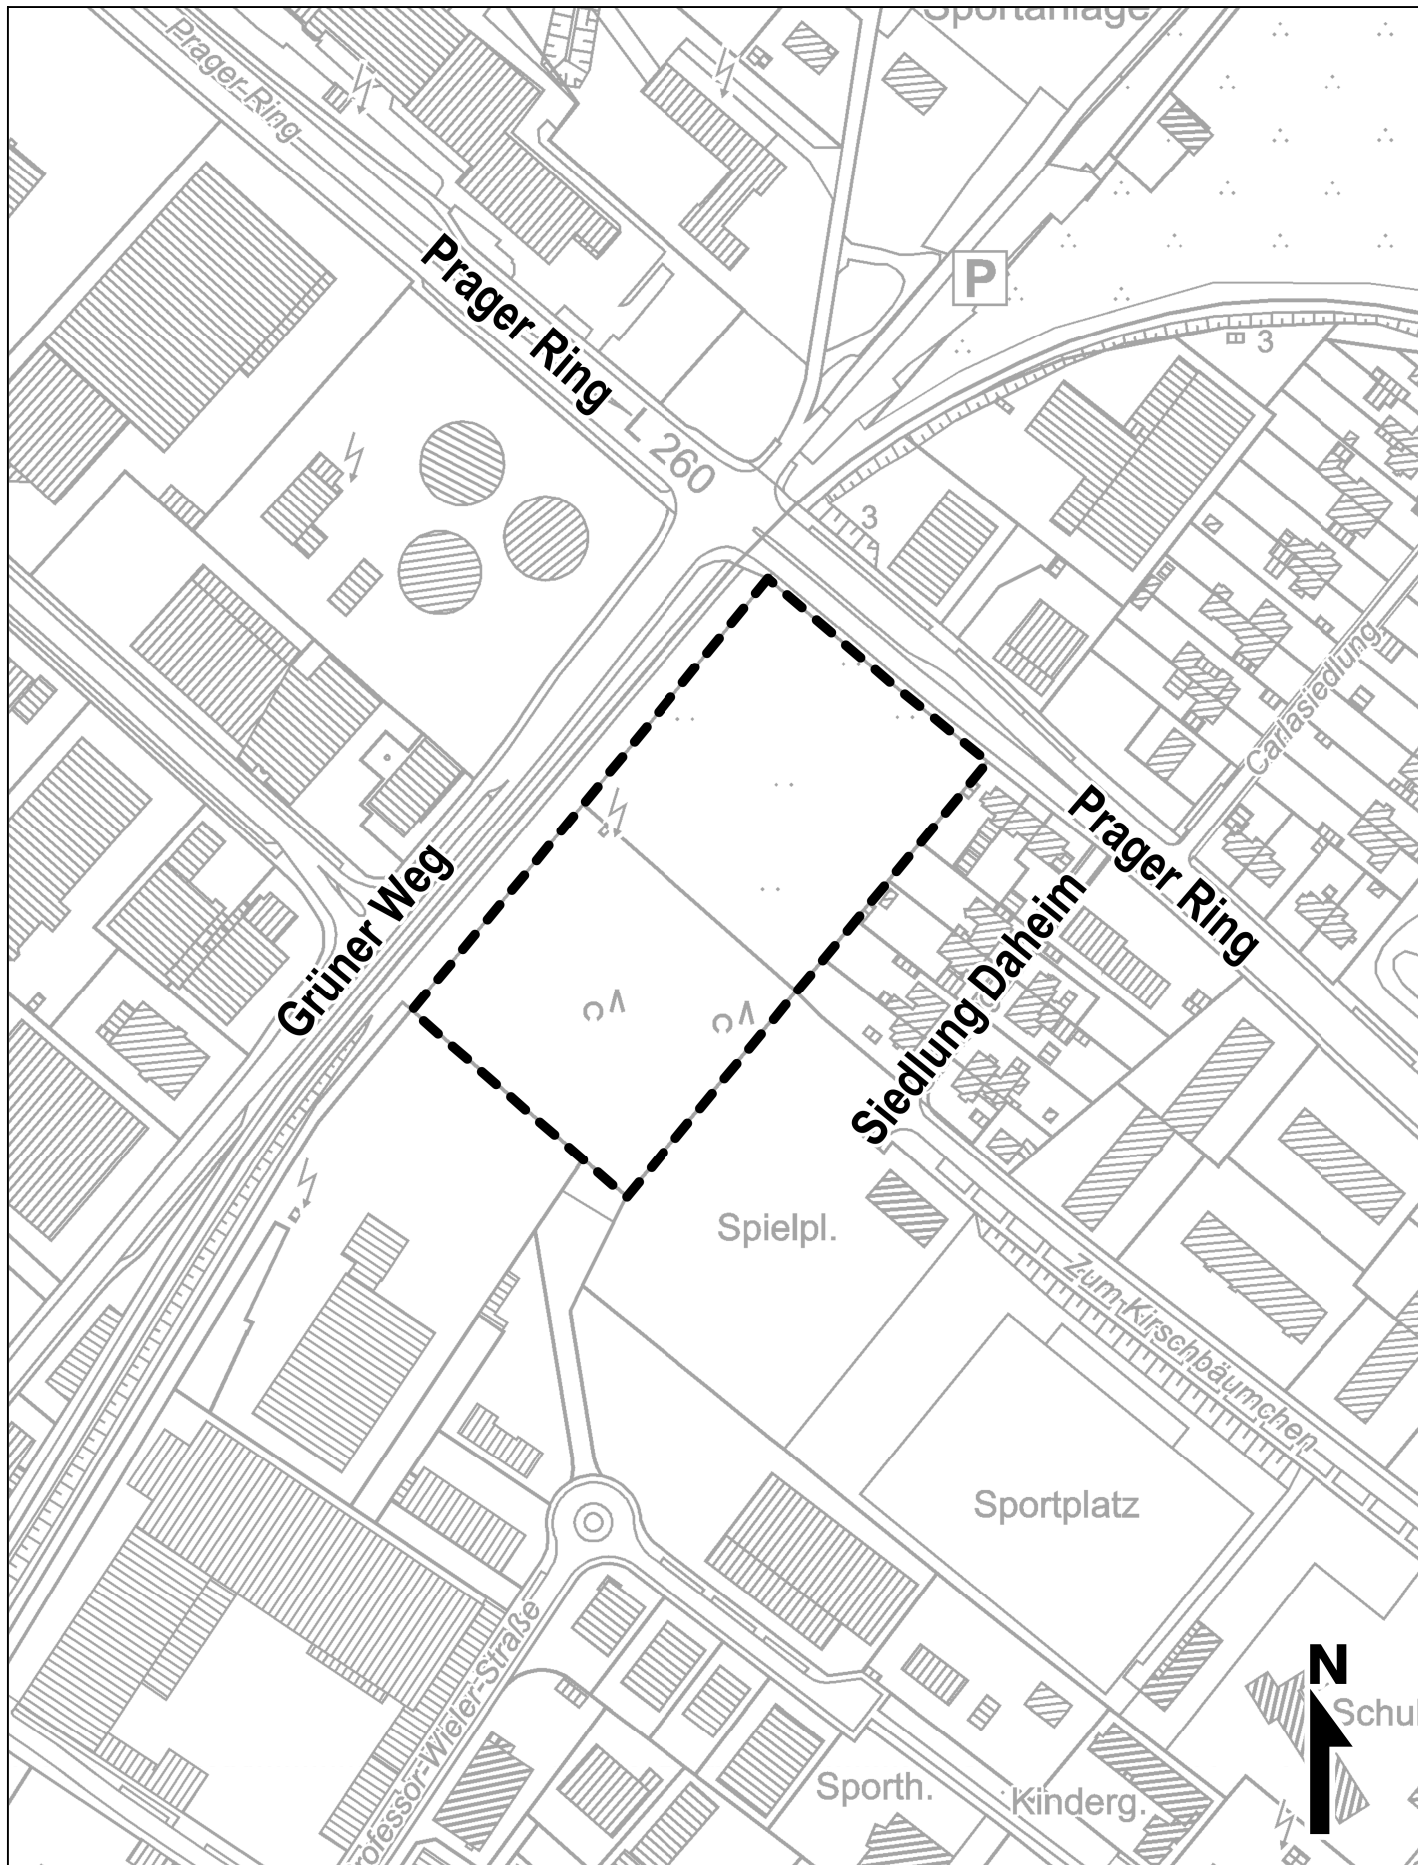 Sportanlage
Prager Ring
P
Prager Ring
3
L 260
3
Carlasiedlung
Prager Ring
Grüner Weg
Siedlung Daheim
Spielpl.
Zum Kirschbäumchen
Sportplatz
rofessor-Wieler-Straße
N
Schul
Sporth.
Kinderg.